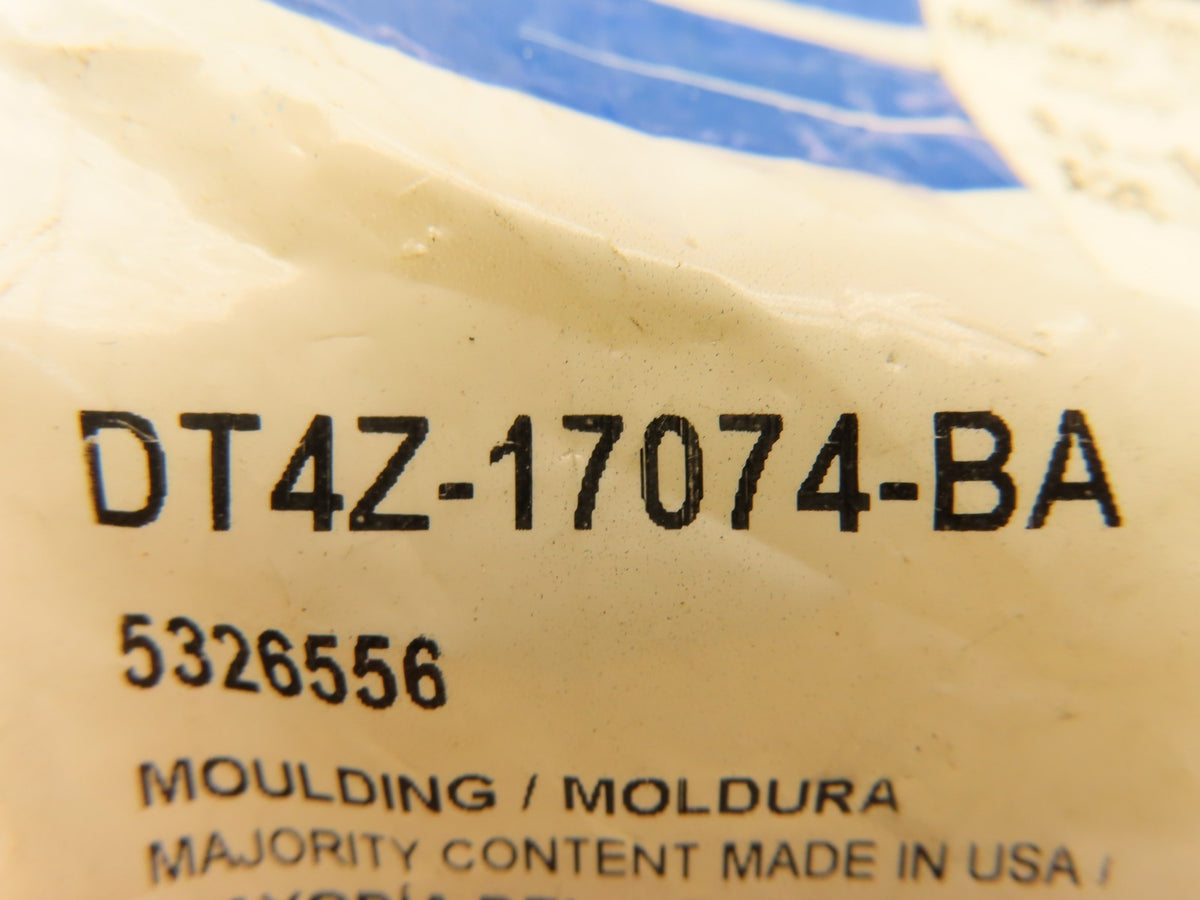 DT4Z-17074-BA
5326556
MOULDING / MOLDURA
MAJORITY CONTENT MADE IN USA /